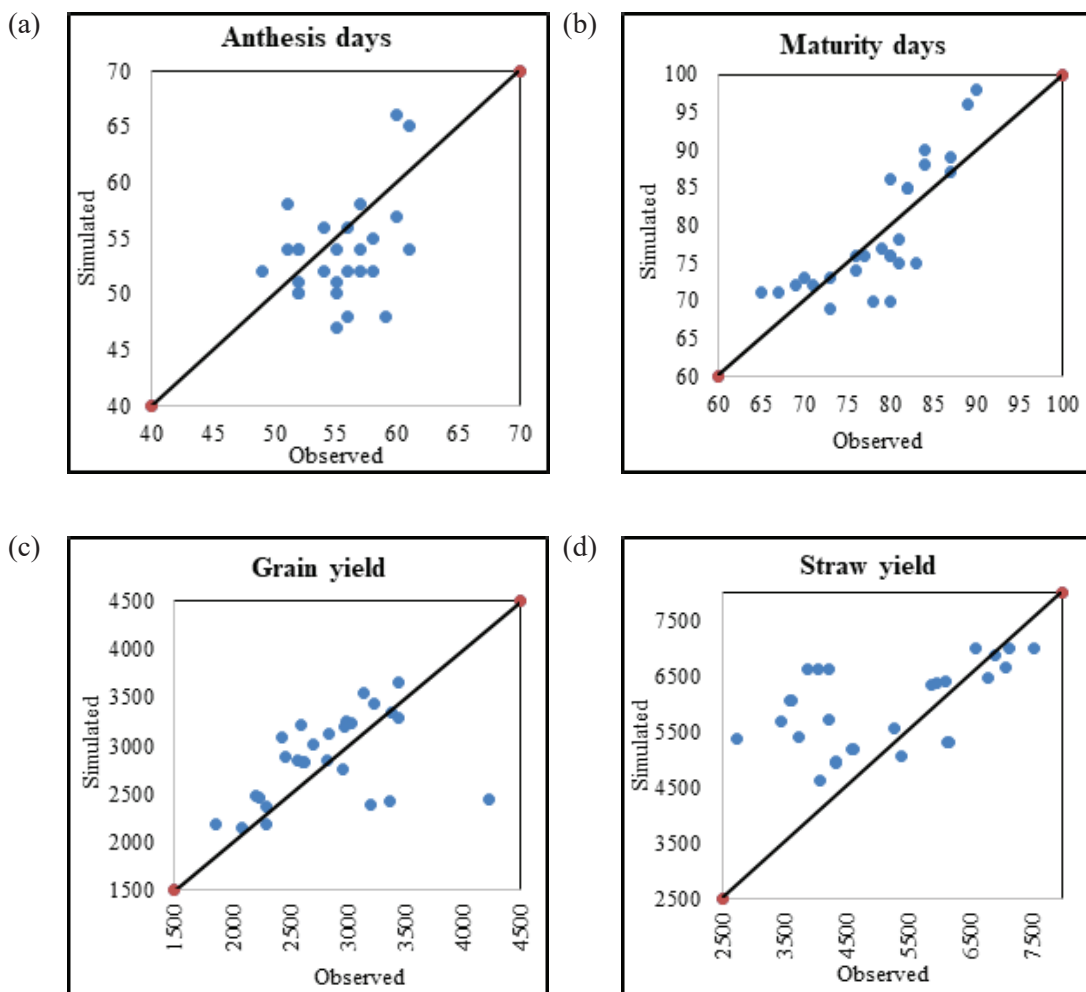 (a)
Anthesis days
70
65
60
55
50
45
40
Simulated
40 45 50 55 60 65 70
Observed
(b)
Maturity days
100
95
90
85
80
75
70
65
60
Simulated
60 65 70 75 80 85 90 95 100
Observed
(c)
Grain yield
4500
4000
3500
3000
2500
2000
1500
Simulated
1500 2000 2500 3000 3500 4000 4500
Observed
(d)
Straw yield
7500
6500
5500
4500
3500
2500
Simulated
2500 3500 4500 5500 6500 7500
Observed